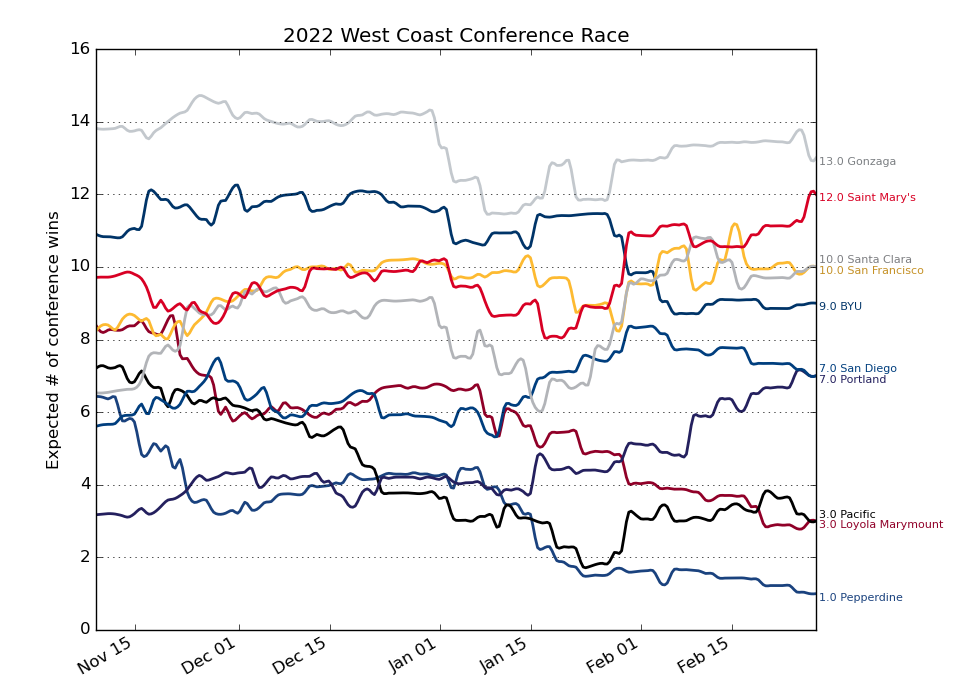 2022 West Coast Conference Race
Expected # of conference wins
16
14
12
10
8
6
4
2
0
Nov 15
Dec 01
Dec 15
Jan 01
Jan 15
Feb 01
Feb 15
13.0 Gonzaga
12.0 Saint Mary's
10.0 Santa Clara
10.0 San Francisco
9.0 BYU
7.0 San Diego
7.0 Portland
3.0 Pacific
3.0 Loyola Marymount
1.0 Pepperdine